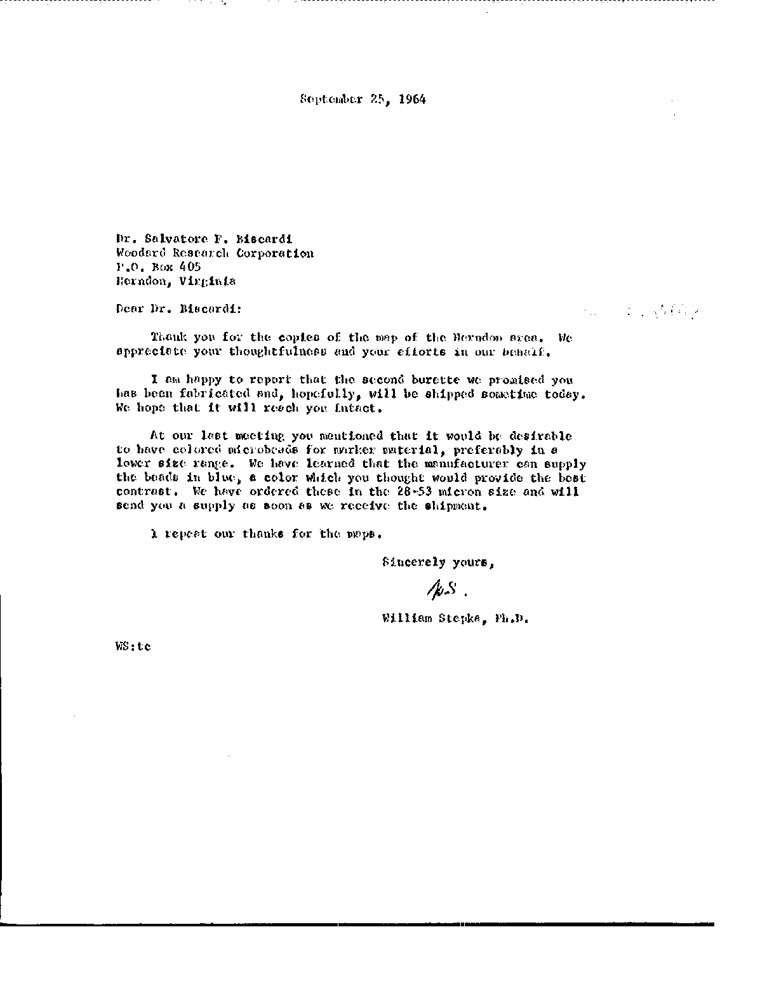 September 25, 1964
Dr. Salvatore F. Biscardi
Woodard Research Corporation
P.O. Box 405
Herndon, Virginia
Dear Dr. Biscardi:
Thank you for the copies of the map of the Herndon area. We
appreciate your thoughtfulness and your efforts in our behalf.
I am happy to report that the second burette we promised you
has been fabricated and, hopefully, will be shipped sometime today.
We hope that it will reach you intact.
At our last meeting you mentioned that it would be desirable
to have colored microbeads for marker material, preferably in a
lower size range. We have learned that the manufacturer can supply
the beads in blue, a color which you thought would provide the best
contrast. We have ordered these in the 28-53 micron size and will
send you a supply as soon as we receive the shipment.
I repeat our thanks for the maps.
Sincerely yours,
W.S.
William Stepka, Ph.D.
WS:tc